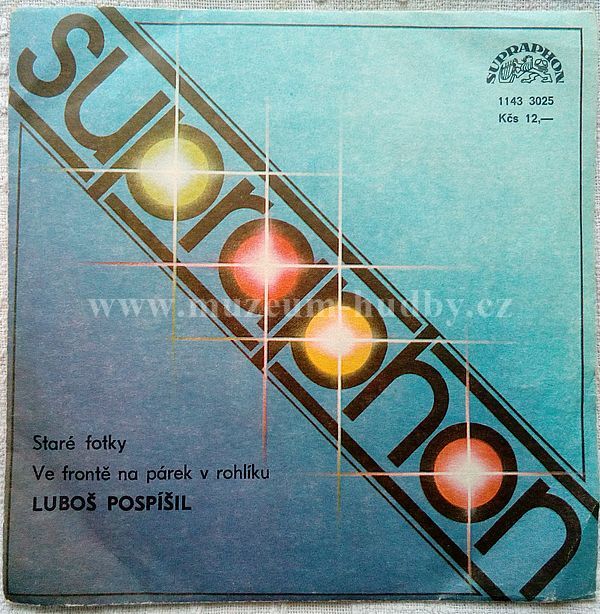 supraphon
SUPRAPHON
1143 3025
Kčs 12,—
www.muzeum-hudby.cz
Staré fotky
Ve frontě na párek v rohlíku
LUBOŠ POSPÍŠIL